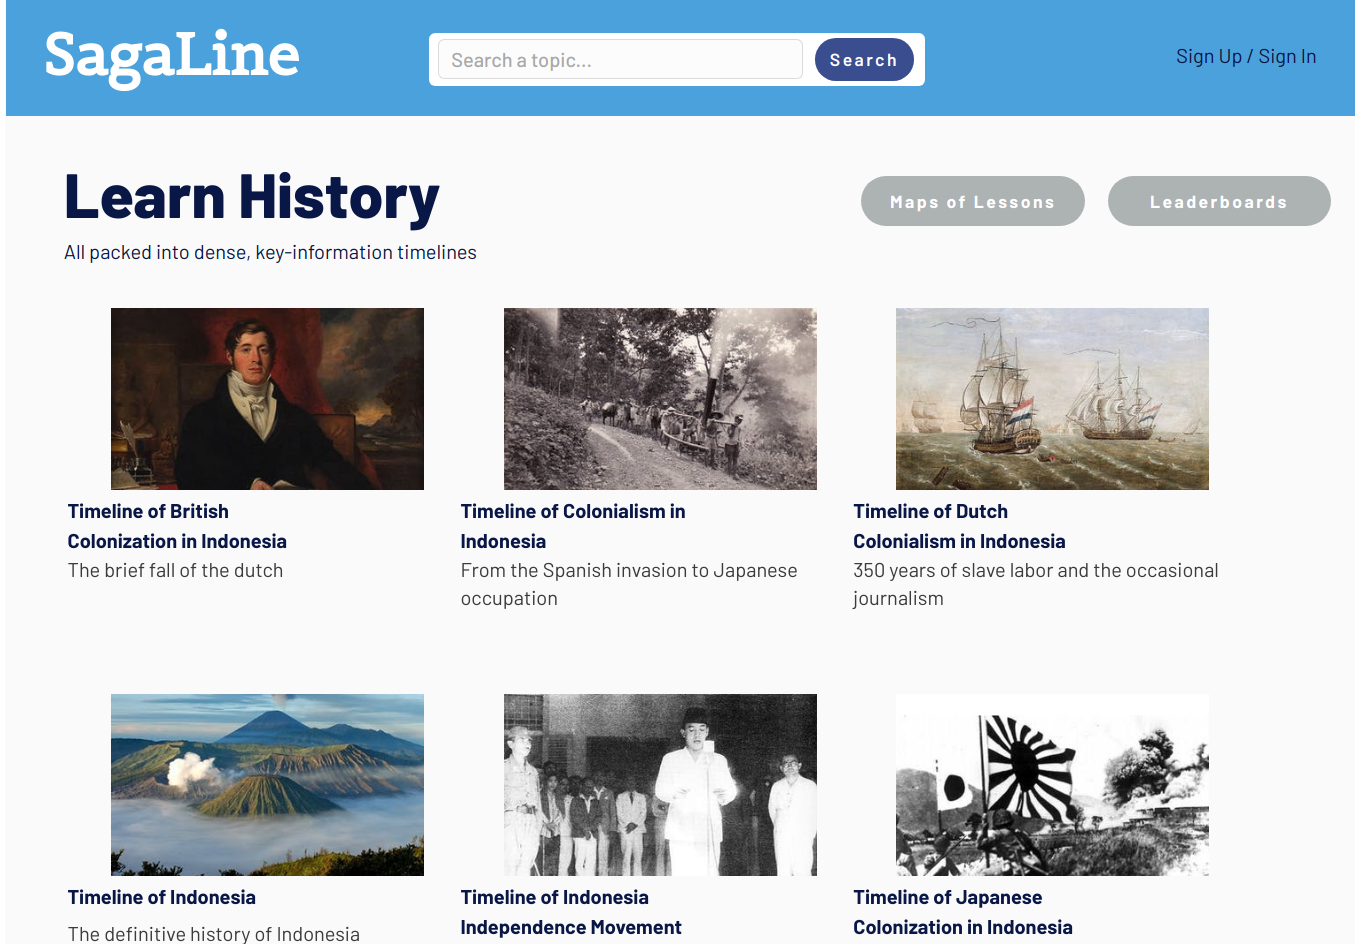 SagaLine
Search a topic...
Search
Sign Up / Sign In
Learn History
All packed into dense, key-information timelines
Maps of Lessons
Leaderboards
Timeline of British
Colonization in Indonesia
The brief fall of the dutch
Timeline of Colonialism in
Indonesia
From the Spanish invasion to Japanese
occupation
Timeline of Dutch
Colonialism in Indonesia
350 years of slave labor and the occasional
journalism
Timeline of Indonesia
The definitive history of Indonesia
Timeline of Indonesia
Independence Movement
Timeline of Japanese
Colonization in Indonesia